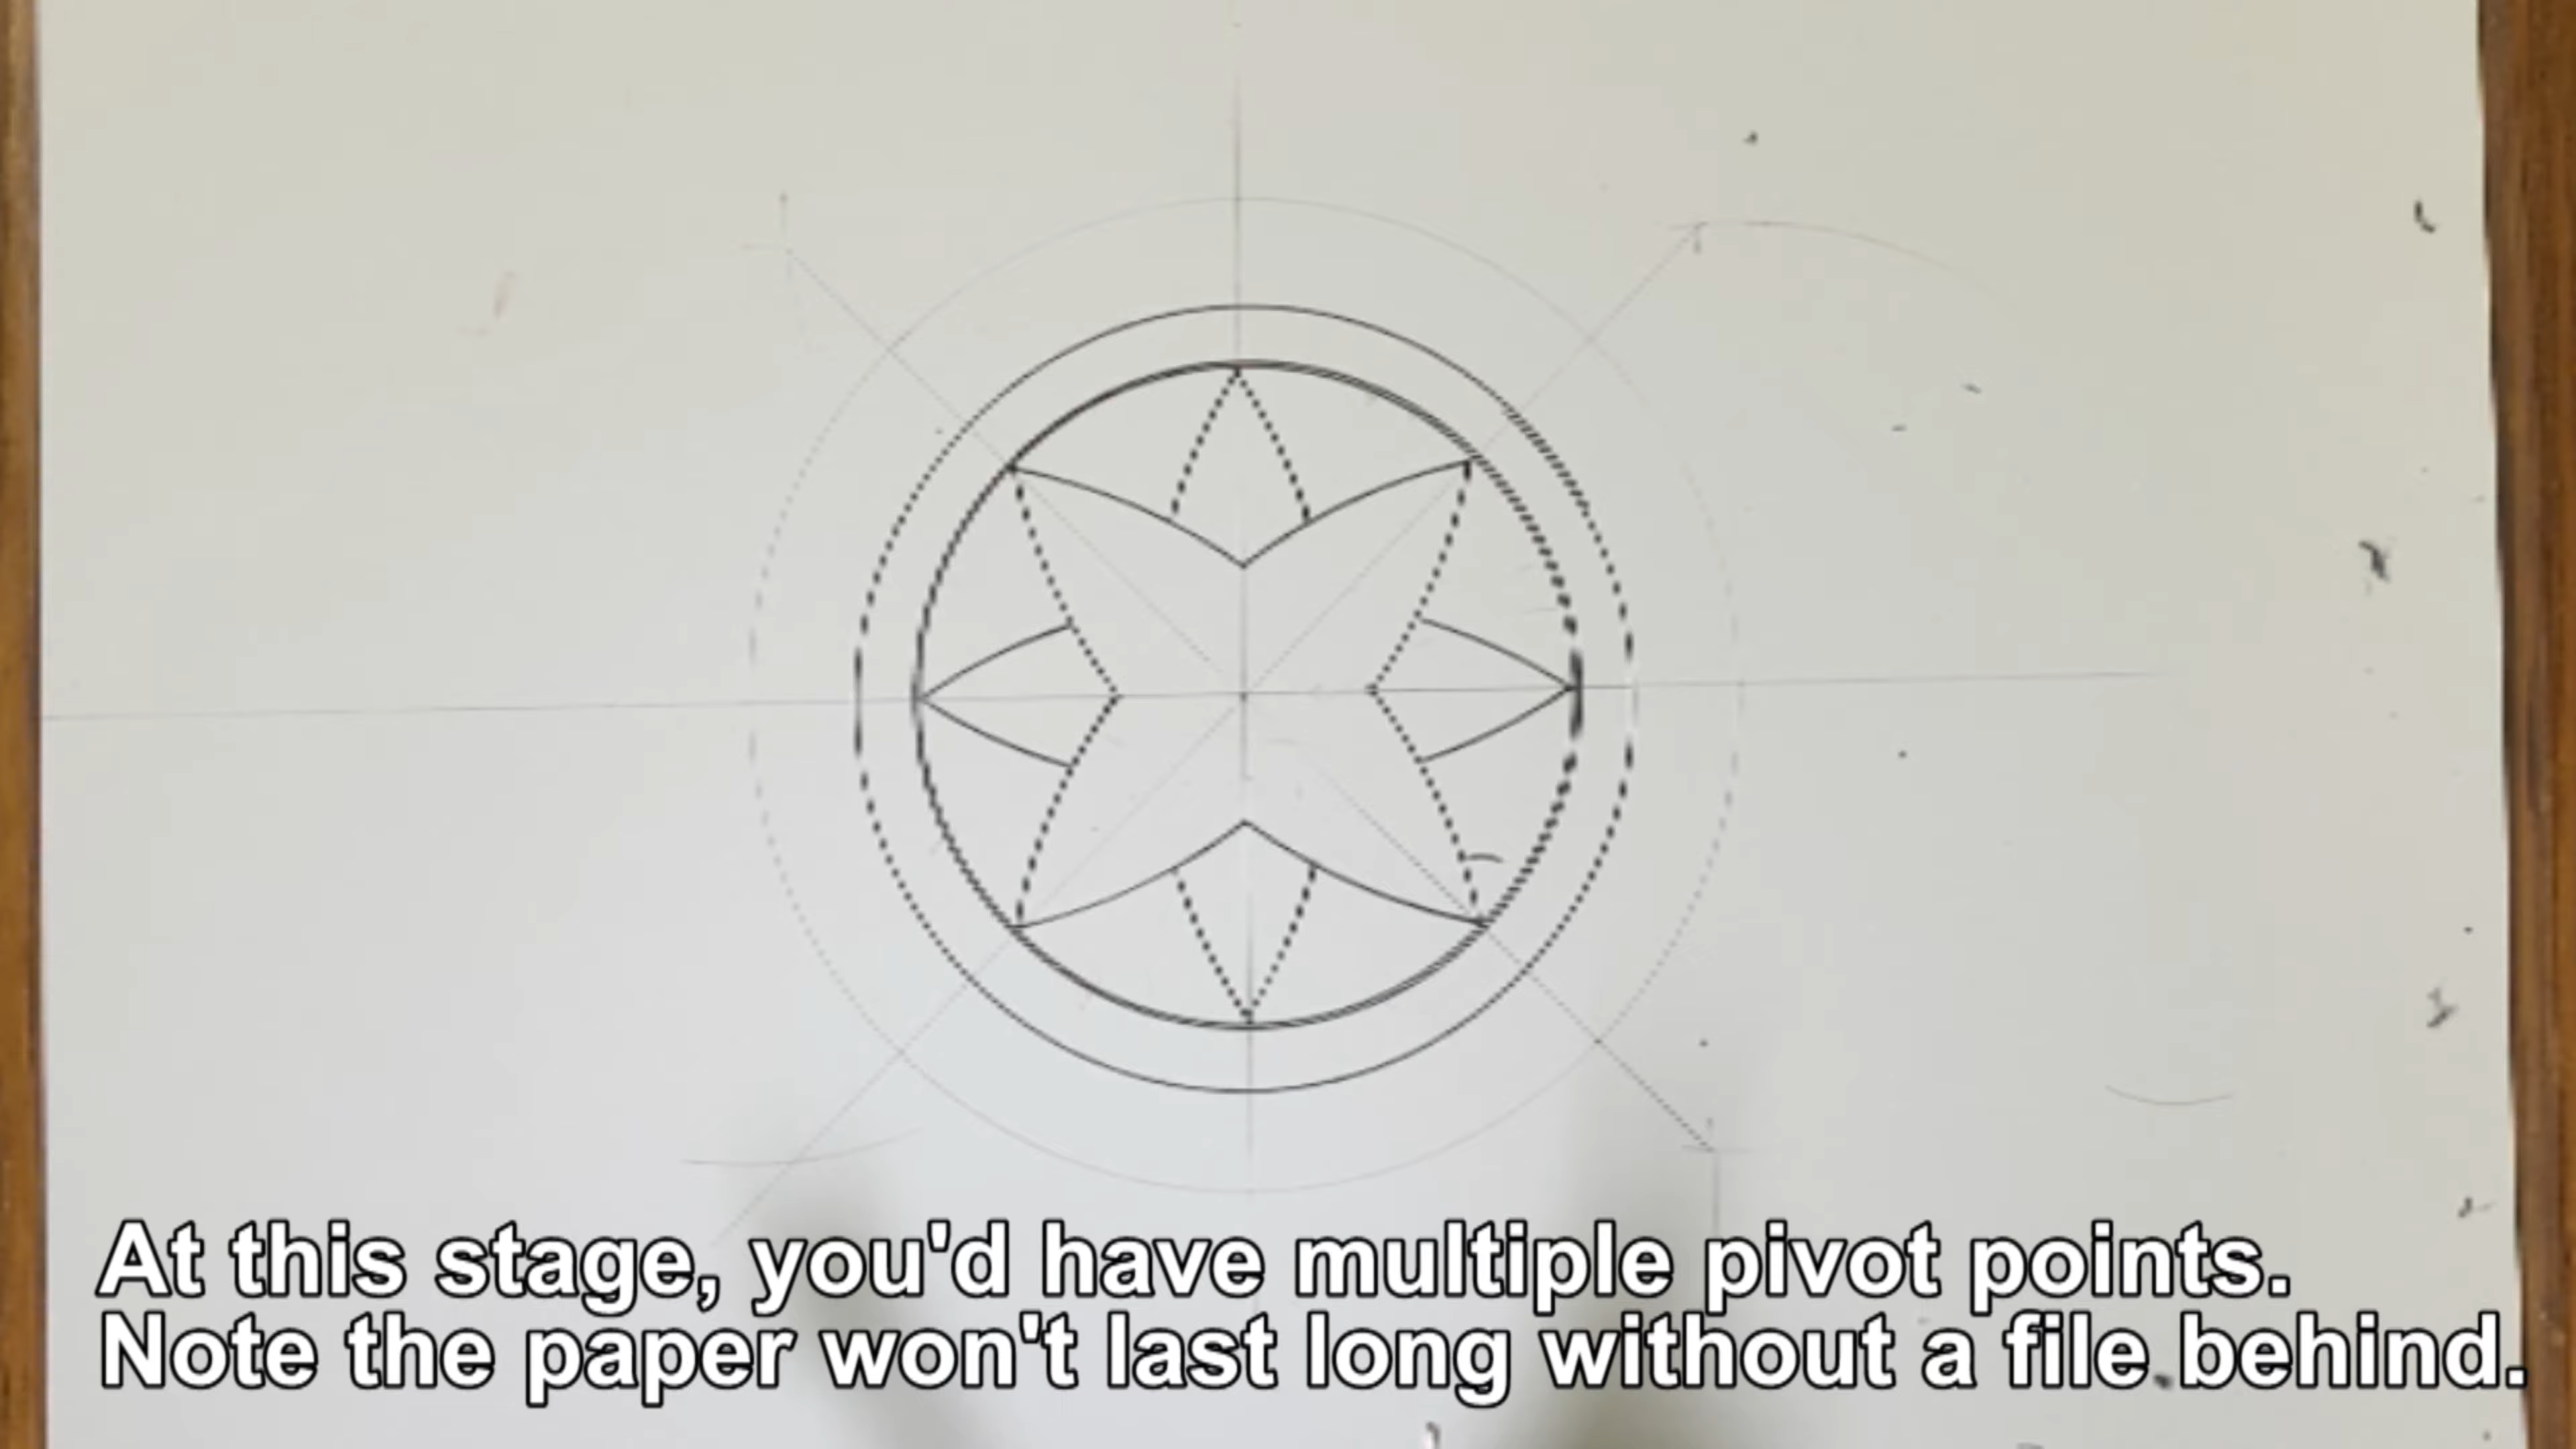 At this stage, you'd have multiple pivot points.
Note the paper won't last long without a file behind.